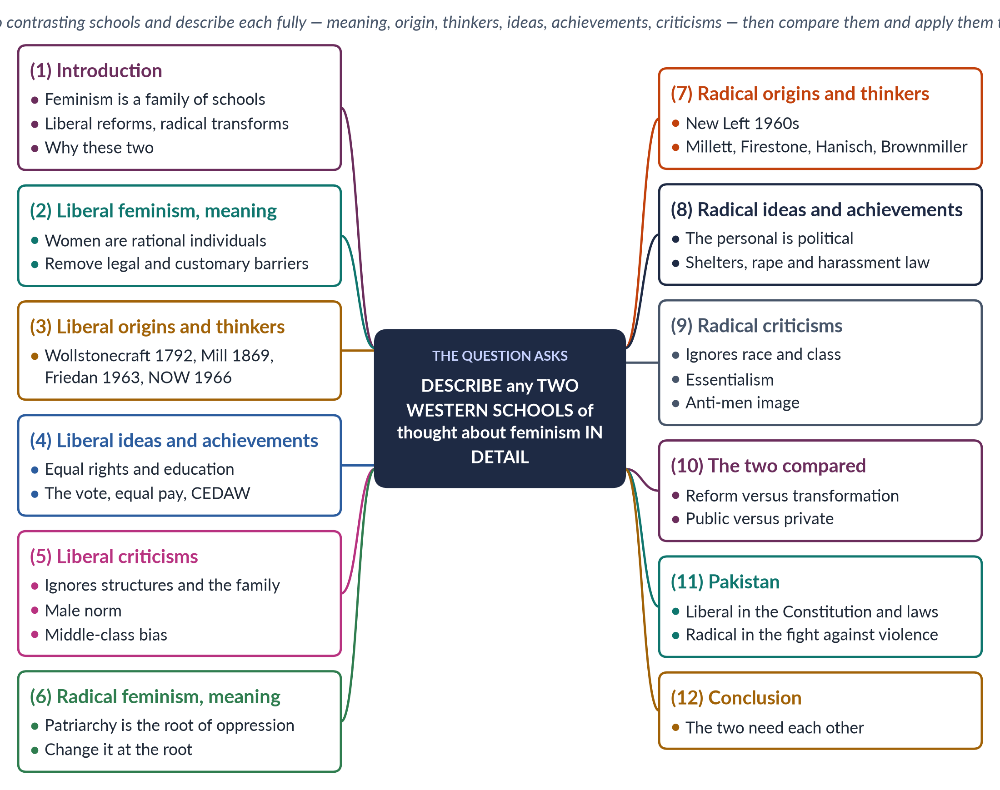 contrasting schools and describe each fully — meaning, origin, thinkers, ideas, achievements, criticisms — then compare them and apply them
(1) Introduction
Feminism is a family of schools
Liberal reforms, radical transforms
Why these two
(2) Liberal feminism, meaning
Women are rational individuals
Remove legal and customary barriers
(3) Liberal origins and thinkers
Wollstonecraft 1792, Mill 1869,
Friedan 1963, NOW 1966
(4) Liberal ideas and achievements
Equal rights and education
The vote, equal pay, CEDAW
(5) Liberal criticisms
Ignores structures and the family
Male norm
Middle-class bias
(6) Radical feminism, meaning
Patriarchy is the root of oppression
Change it at the root
THE QUESTION ASKS
DESCRIBE any TWO
WESTERN SCHOOLS of
thought about feminism IN
DETAIL
(7) Radical origins and thinkers
New Left 1960s
Millett, Firestone, Hanisch, Brownmiller
(8) Radical ideas and achievements
The personal is political
Shelters, rape and harassment law
(9) Radical criticisms
Ignores race and class
Essentialism
Anti-men image
(10) The two compared
Reform versus transformation
Public versus private
(11) Pakistan
Liberal in the Constitution and laws
Radical in the fight against violence
(12) Conclusion
The two need each other